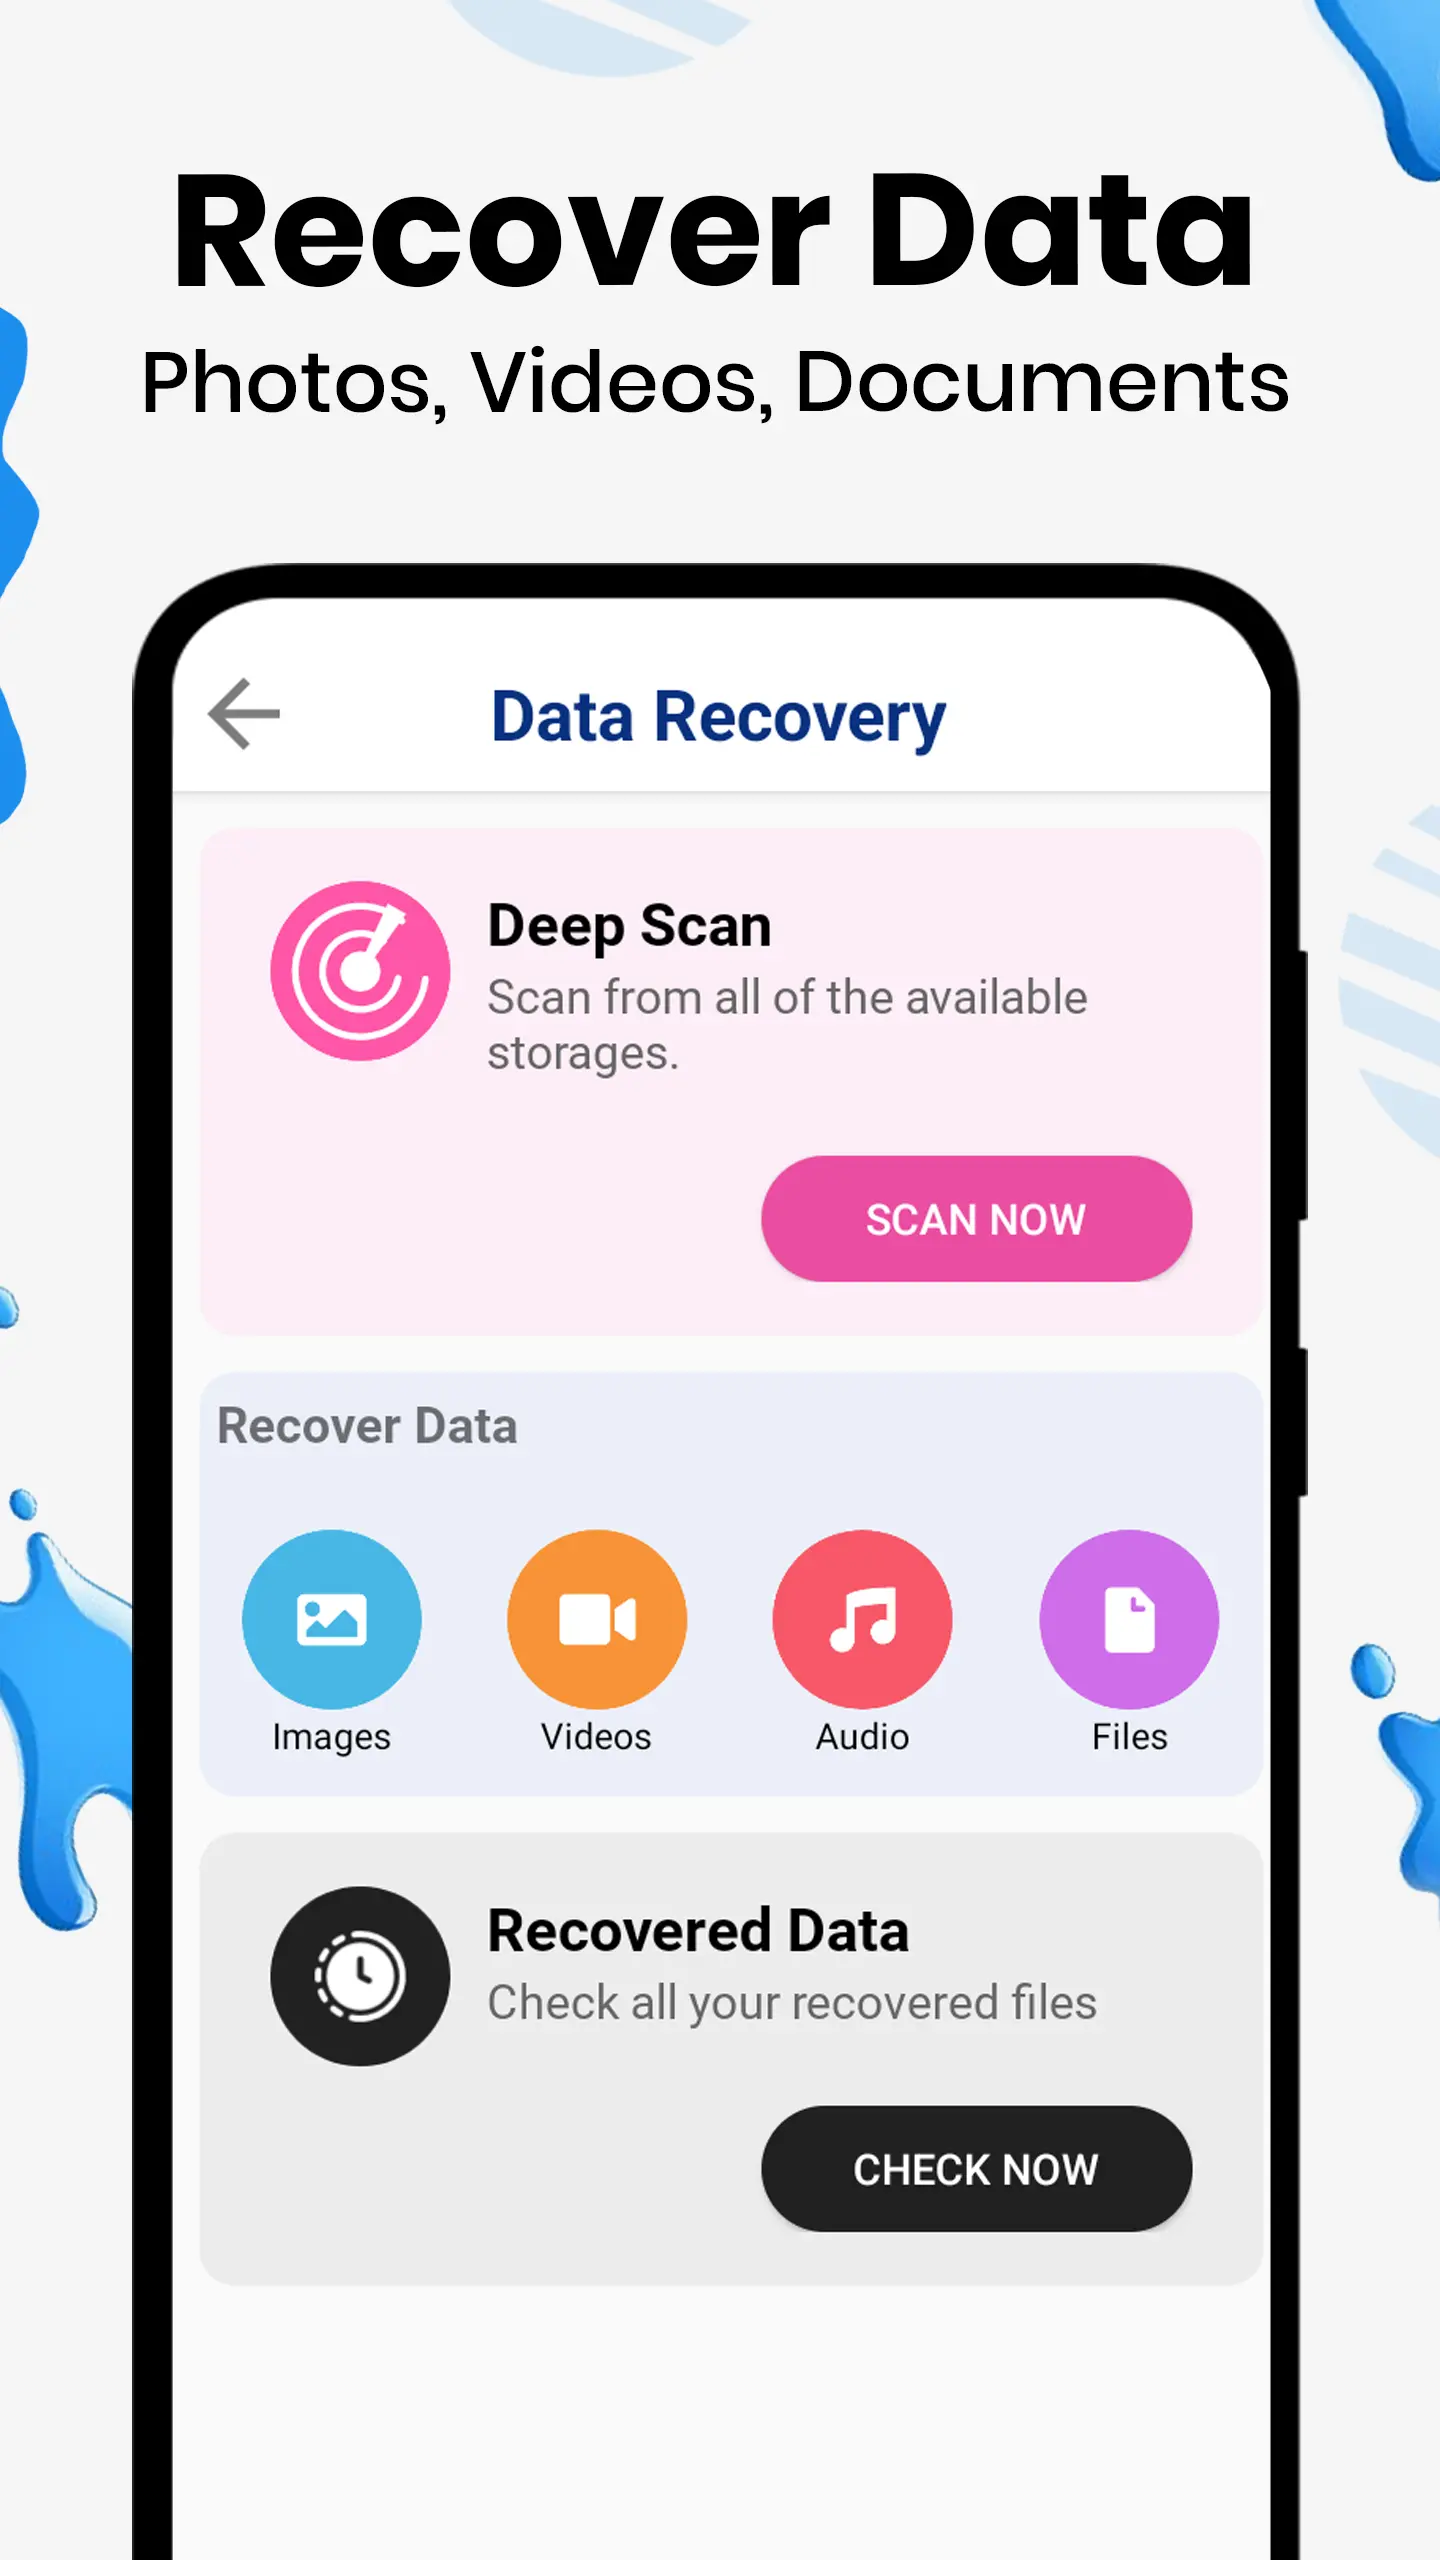 Recover Data
Photos, Videos, Documents
Data Recovery
Deep Scan
Scan from all of the available
storages.
SCAN NOW
Recover Data
Images
Videos
Audio
Files
Recovered Data
Check all your recovered files
CHECK NOW